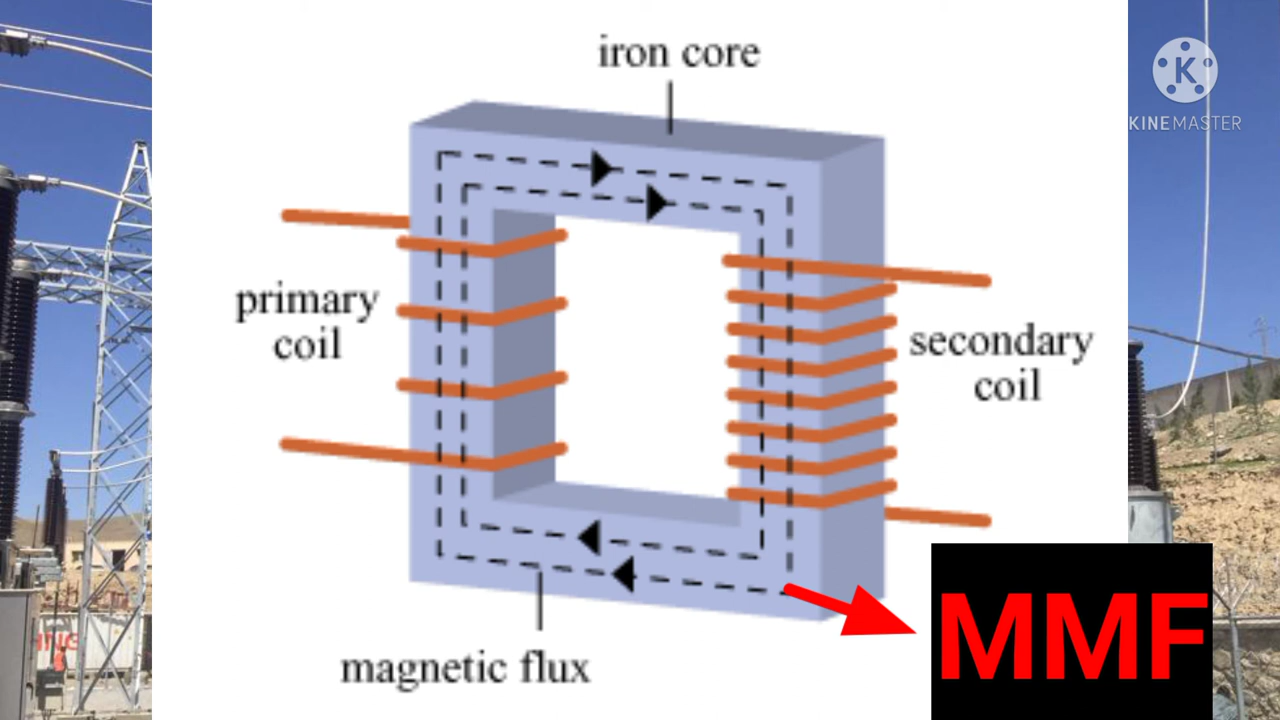 iron core
K
KINEMASTER
primary
coil
secondary
coil
magnetic flux
MMF